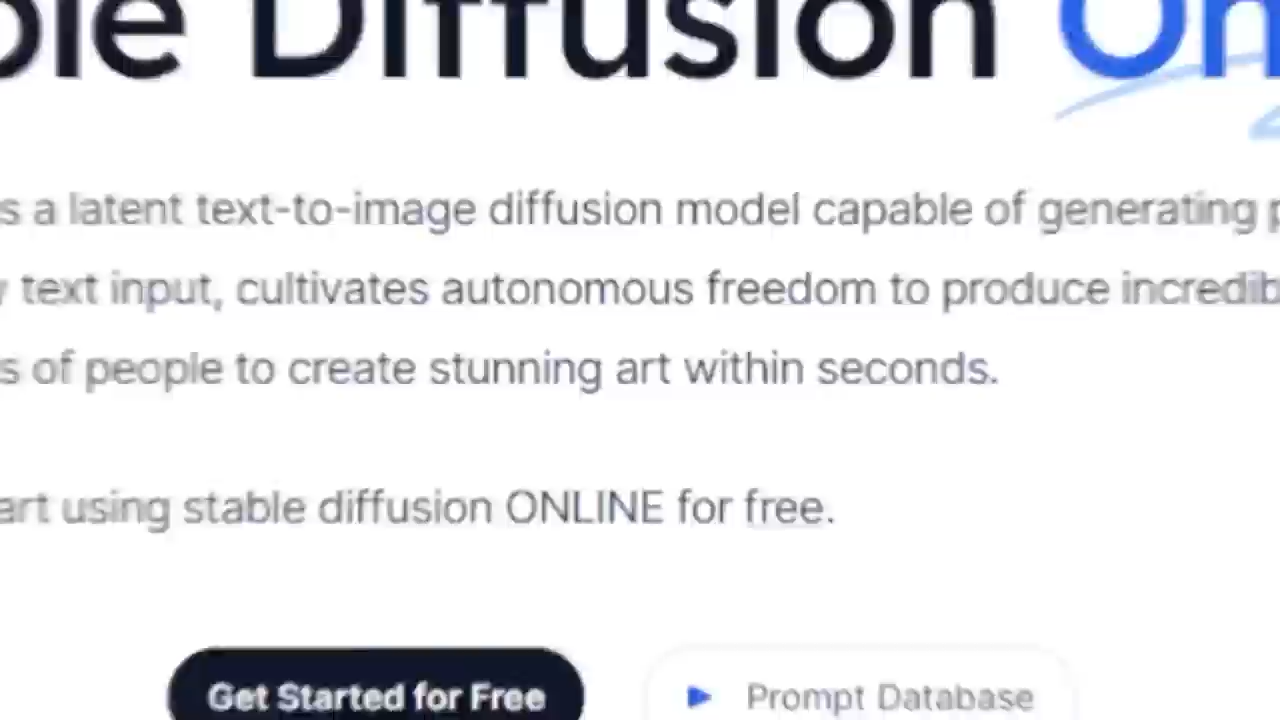 ble Diffusion On
s a latent text-to-image diffusion model capable of generating p
y text input, cultivates autonomous freedom to produce incredib
s of people to create stunning art within seconds.
art using stable diffusion ONLINE for free.
Get Started for Free
Prompt Database